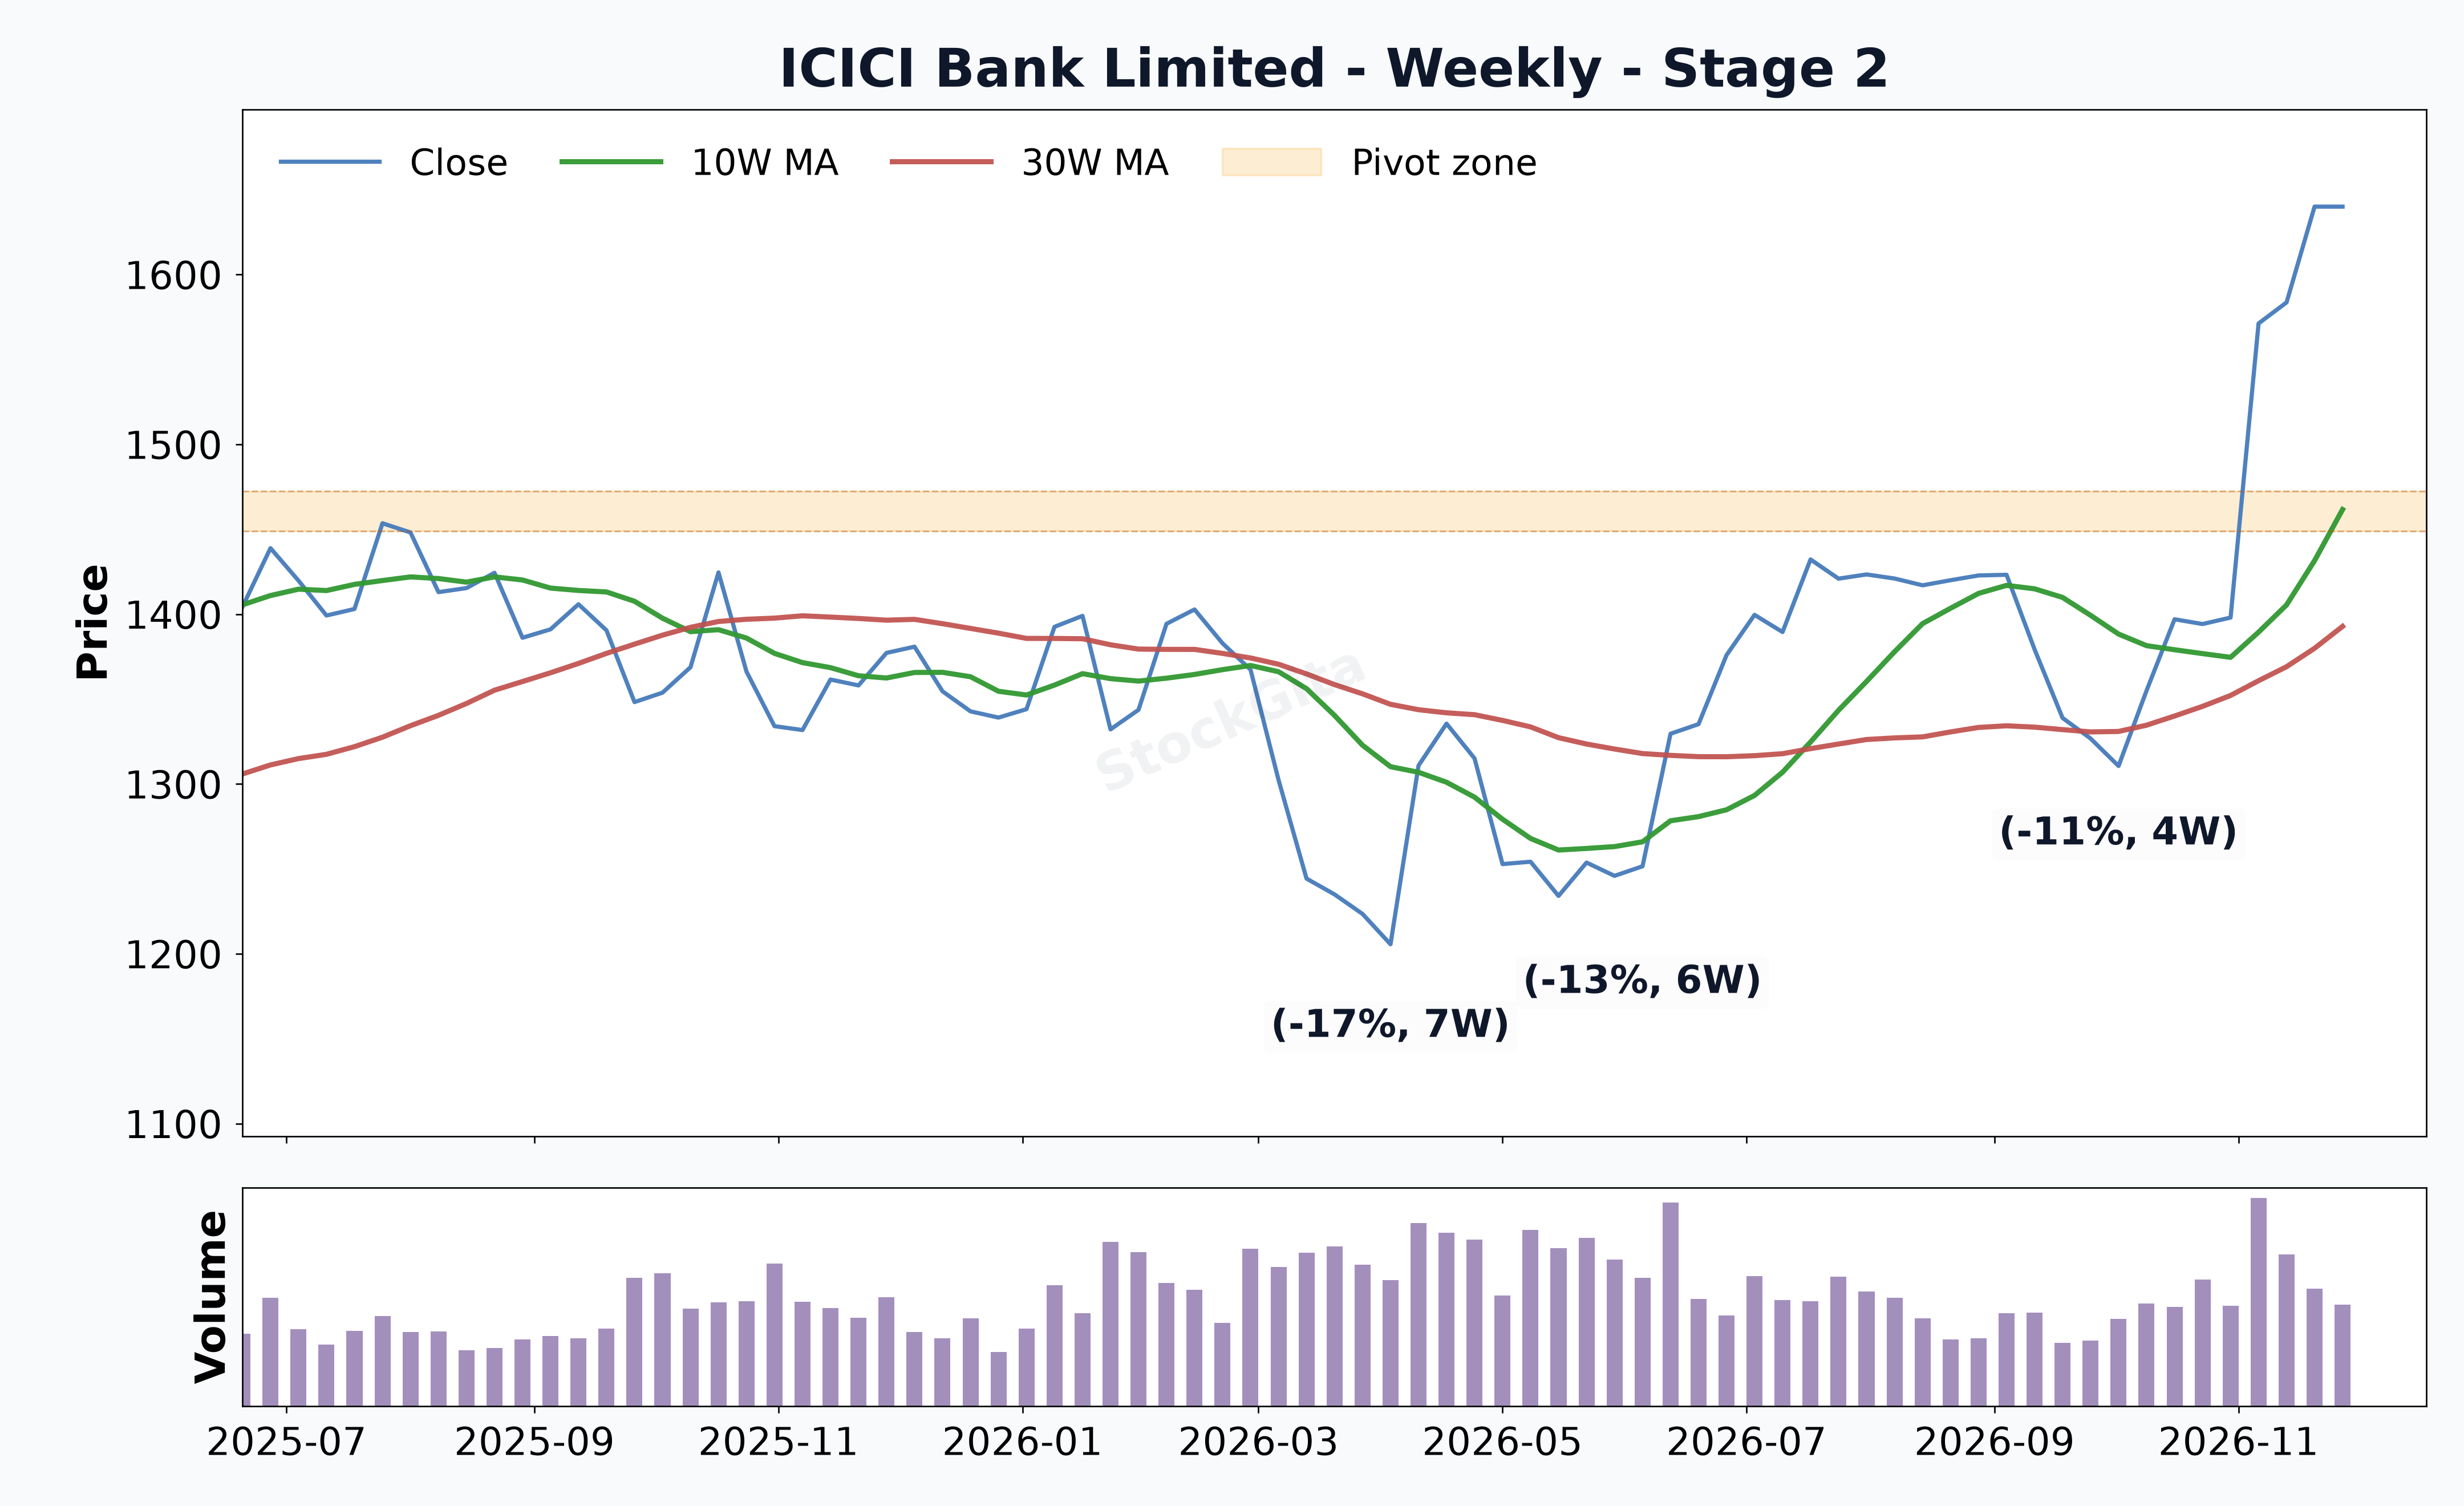 ICICI Bank Limited - Weekly - Stage 2
Close 10W MA 30W MA Pivot zone
Price
1600
1500
1400
1300
1200
1100
StockGita
(-11%, 4W)
(-13%, 6W)
(-17%, 7W)
Volume
2025-07 2025-09 2025-11 2026-01 2026-03 2026-05 2026-07 2026-09 2026-11